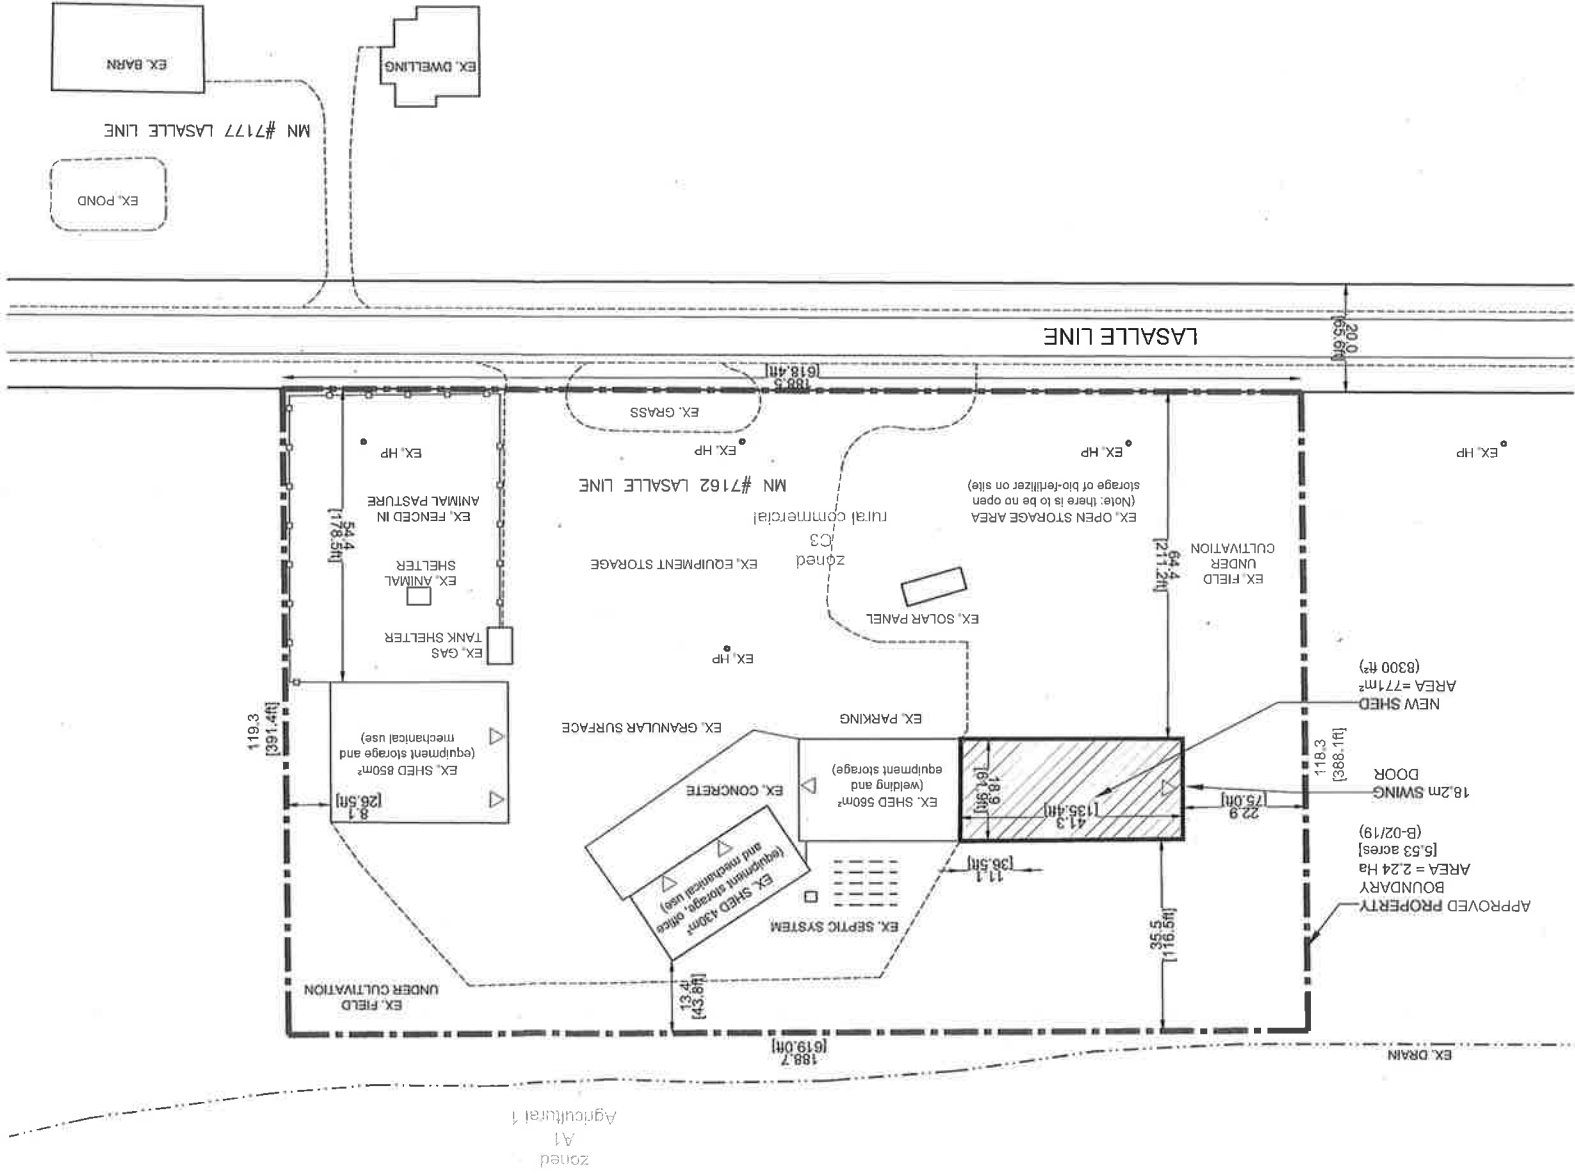 zoned
A1
Agricultural 1
EX. DRAIN
188.7
[619.0ft]
APPROVED PROPERTY
BOUNDARY
AREA = 2.24 Ha
[5.53 acres]
(B-02/19)
18.2m
SWING
DOOR
NEW SHED
AREA =771m²
(8300 ft²)
118.3
[388.1ft]
22.9
[75.0ft]
35.5
[116.5ft]
11.1
[36.5ft]
41.3
[135.4ft]
18.9
[61.9ft]
EX. SEPTIC SYSTEM
EX. SHED 560m²
(welding and
equipment storage)
13.4
[43.8ft]
EX. SHED 430m²
(equipment storage, office
and mechanical use)
EX. CONCRETE
EX. FIELD
UNDER CULTIVATION
8.1
[26.5ft]
EX. SHED 850m²
(equipment storage and
mechanical use)
119.3
[391.4ft]
EX. PARKING
EX. GRANULAR SURFACE
EX. HP
EX. GAS
TANK SHELTER
EX. SOLAR PANEL
EX. FIELD
UNDER
CULTIVATION
64.4
[211.2ft]
zoned
C3
rural commercial
EX. EQUIPMENT STORAGE
EX. ANIMAL
SHELTER
EX. OPEN STORAGE AREA
(Note: there is to be no open
storage of bio-fertilizer on site)
MN #7162 LASALLE LINE
EX. FENCED IN
ANIMAL PASTURE
54.4
[178.5ft]
EX. HP
EX. HP
EX. HP
EX. HP
EX. GRASS
188.5
[618.4ft]
20.0
[65.6ft]
LASALLE LINE
EX. POND
MN #7177 LASALLE LINE
EX. DWELLING
EX. BARN